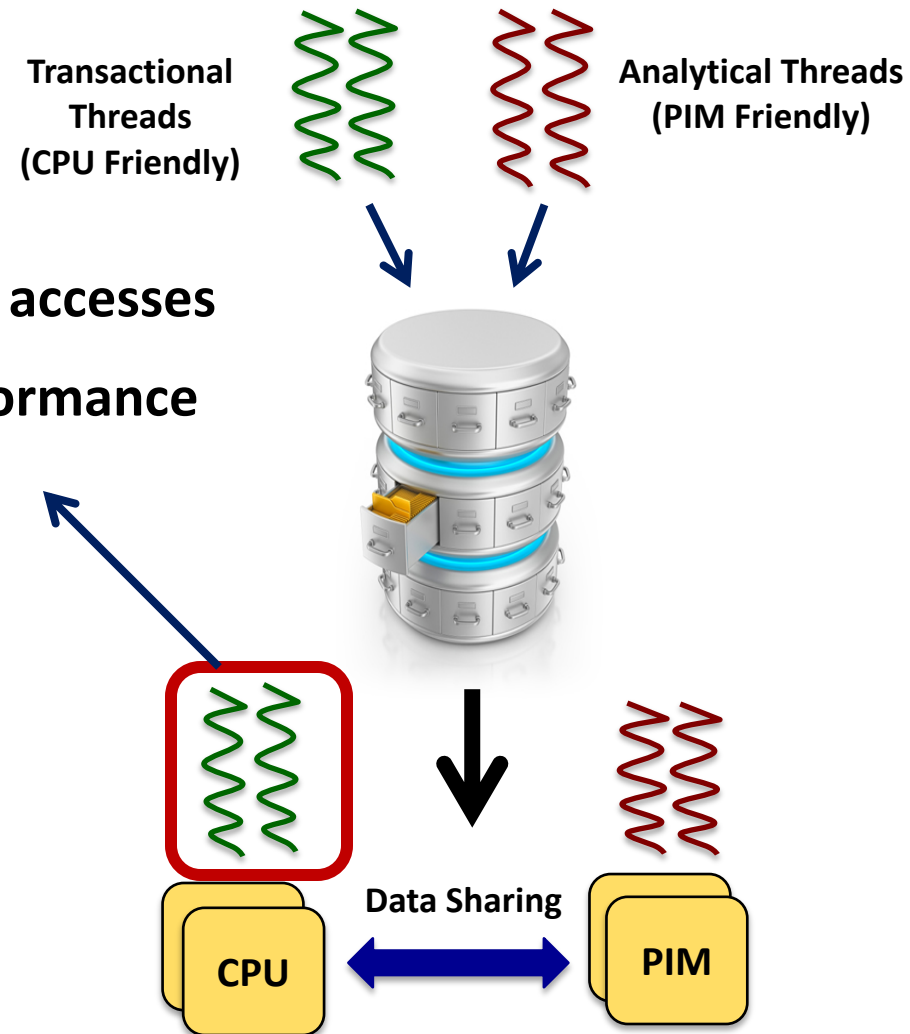 Transactional
Threads
(CPU Friendly)
Analytical Threads
(PIM Friendly)
accesses
ormance
Data Sharing
CPU
PIM